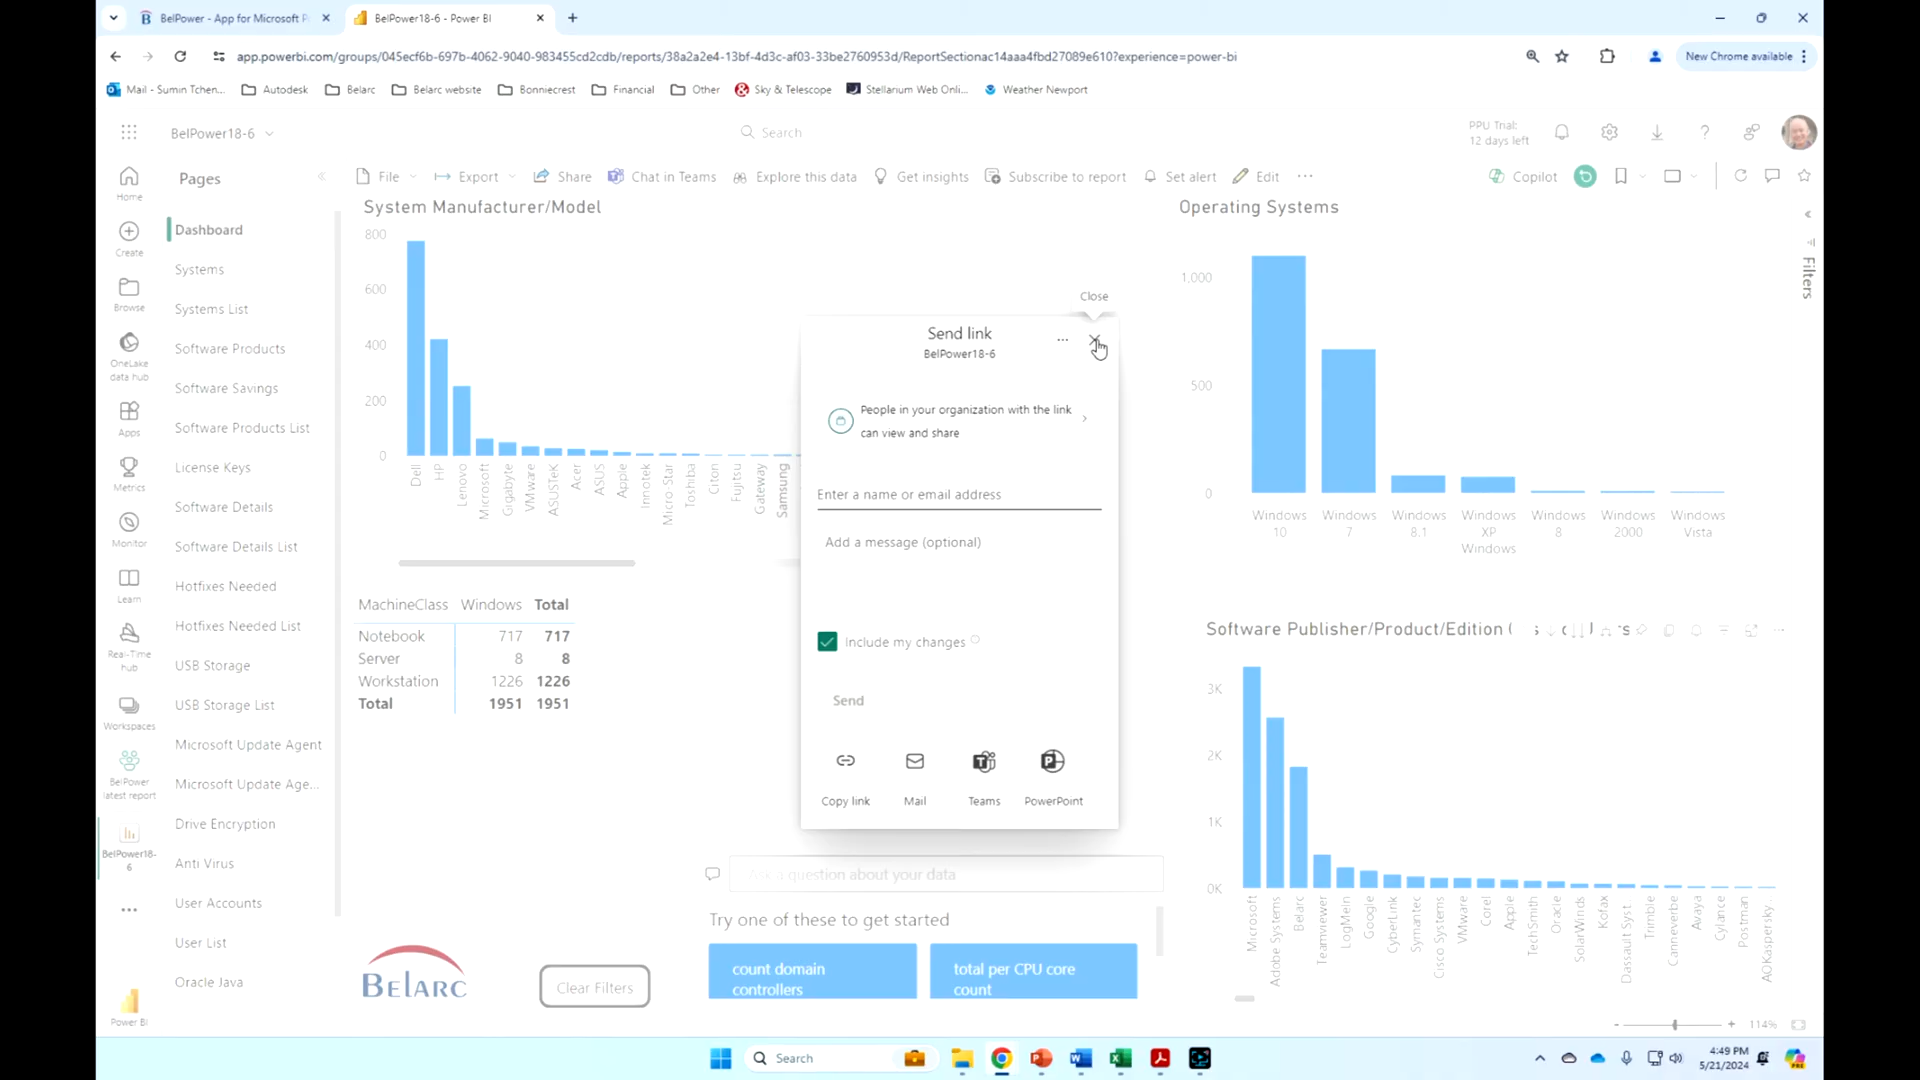 BelPower - App for Microsoft P
BelPower18-6 - Power BI
app.powerbi.com/groups/045ecf6b-697b-4062-9040-983455cd2cdb/reports/38a2a2e4-13bf-4d3c-af03-33be2760953d/ReportSectionac14aaa4fbd27089e610?experience=power-bi
New Chrome available
Mail - Sumin Tchen...
Autodesk
Belarc
Belarc website
Bonniecrest
Financial
Other
Sky & Telescope
Stellarium Web Onli...
Weather Newport
BelPower18-6
Search
PPU Trial:
12 days left
File
Export
Share
Chat in Teams
Explore this data
Get insights
Subscribe to report
Set alert
Edit
Copilot
Home
Create
Browse
OneLake
data hub
Apps
Metrics
Monitor
Learn
Real-Time
hub
Workspaces
BelPower
latest report
BelPower18-
6
Power BI
Pages
Dashboard
Systems
Systems List
Software Products
Software Savings
Software Products List
License Keys
Software Details
Software Details List
Hotfixes Needed
Hotfixes Needed List
USB Storage
USB Storage List
Microsoft Update Agent
Microsoft Update Age...
Drive Encryption
Anti Virus
User Accounts
User List
Oracle Java
System Manufacturer/Model
800
600
400
200
0
Dell
HP
Lenovo
Microsoft
Gigabyte
VMware
ASUSTeK
Acer
ASUS
Apple
Innotek
Micro-Star
Toshiba
Citon
Fujitsu
Gateway
Samsung
MachineClass Windows Total
Notebook 717 717
Server 8 8
Workstation 1226 1226
Total 1951 1951
BELARC
Clear Filters
Close
Send link
BelPower18-6
People in your organization with the link
can view and share
Enter a name or email address
Add a message (optional)
Include my changes
Send
Copy link
Mail
Teams
PowerPoint
Ask a question about your data
Try one of these to get started
count domain
controllers
total per CPU core
count
Operating Systems
1,000
500
0
Windows
10
Windows
7
Windows
8.1
Windows
XP
Windows
Windows
8
Windows
2000
Windows
Vista
Filters
Software Publisher/Product/Edition
3K
2K
1K
0K
Microsoft
Adobe Systems
Belarc
Teamviewer
LogMein
Google
CyberLink
Symantec
Cisco Systems
VMware
Corel
Apple
TechSmith
Oracle
SolarWinds
Kofax
Dassault Syst...
Trimble
Canneverbe
Avaya
Cylance
Postman
AOKaspersky...
114%
Search
4:49 PM
5/21/2024